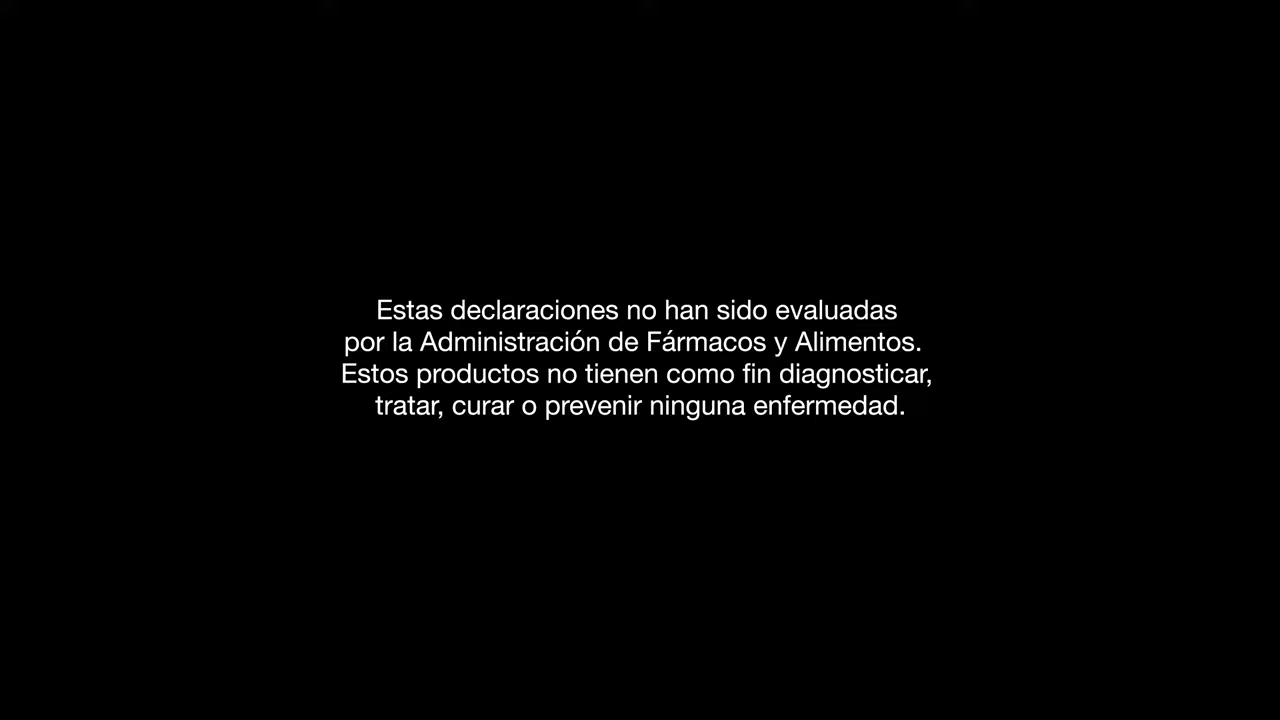 Estas declaraciones no han sido evaluadas
por la Administración de Fármacos y Alimentos.
Estos productos no tienen como fin diagnosticar,
tratar, curar o prevenir ninguna enfermedad.